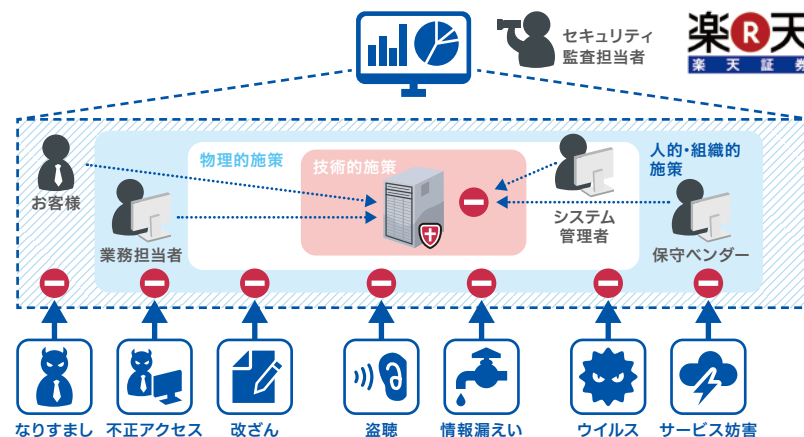 セキュリティ
監査担当者
楽R天
楽天証券
物理的施策
技術的施策
人的・組織的
施策
お客様
業務担当者
システム
管理者
保守ベンダー
なりすまし
不正アクセス
改ざん
盗聴
情報漏えい
ウイルス
サービス妨害